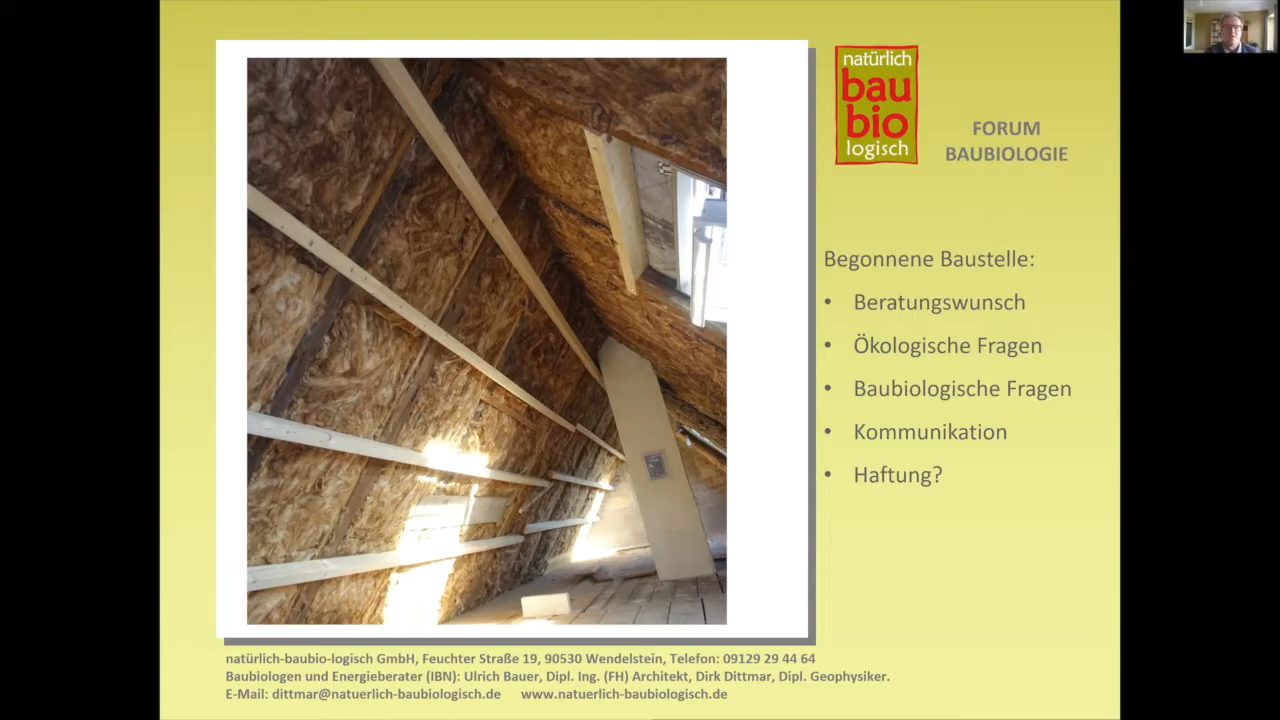 natürlich
bau
bio
logisch
FORUM
BAUBIOLOGIE
Begonnene Baustelle:
• Beratungswunsch
• Ökologische Fragen
• Baubiologische Fragen
• Kommunikation
• Haftung?
natürlich-baubio-logisch GmbH, Feuchter Straße 19, 90530 Wendelstein, Telefon: 09129 29 44 64
Baubiologen und Energieberater (IBN): Ulrich Bauer, Dipl. Ing. (FH) Architekt, Dirk Dittmar, Dipl. Geophysiker.
E-Mail: dittmar@natuerlich-baubiologisch.de www.natuerlich-baubiologisch.de